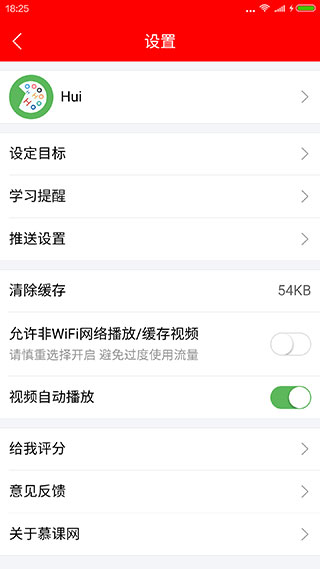 18:25
设置
Hui
设定目标
学习提醒
推送设置
清除缓存 54KB
允许非WiFi网络播放/缓存视频
请慎重选择开启 避免过度使用流量
视频自动播放
给我评分
意见反馈
关于慕课网